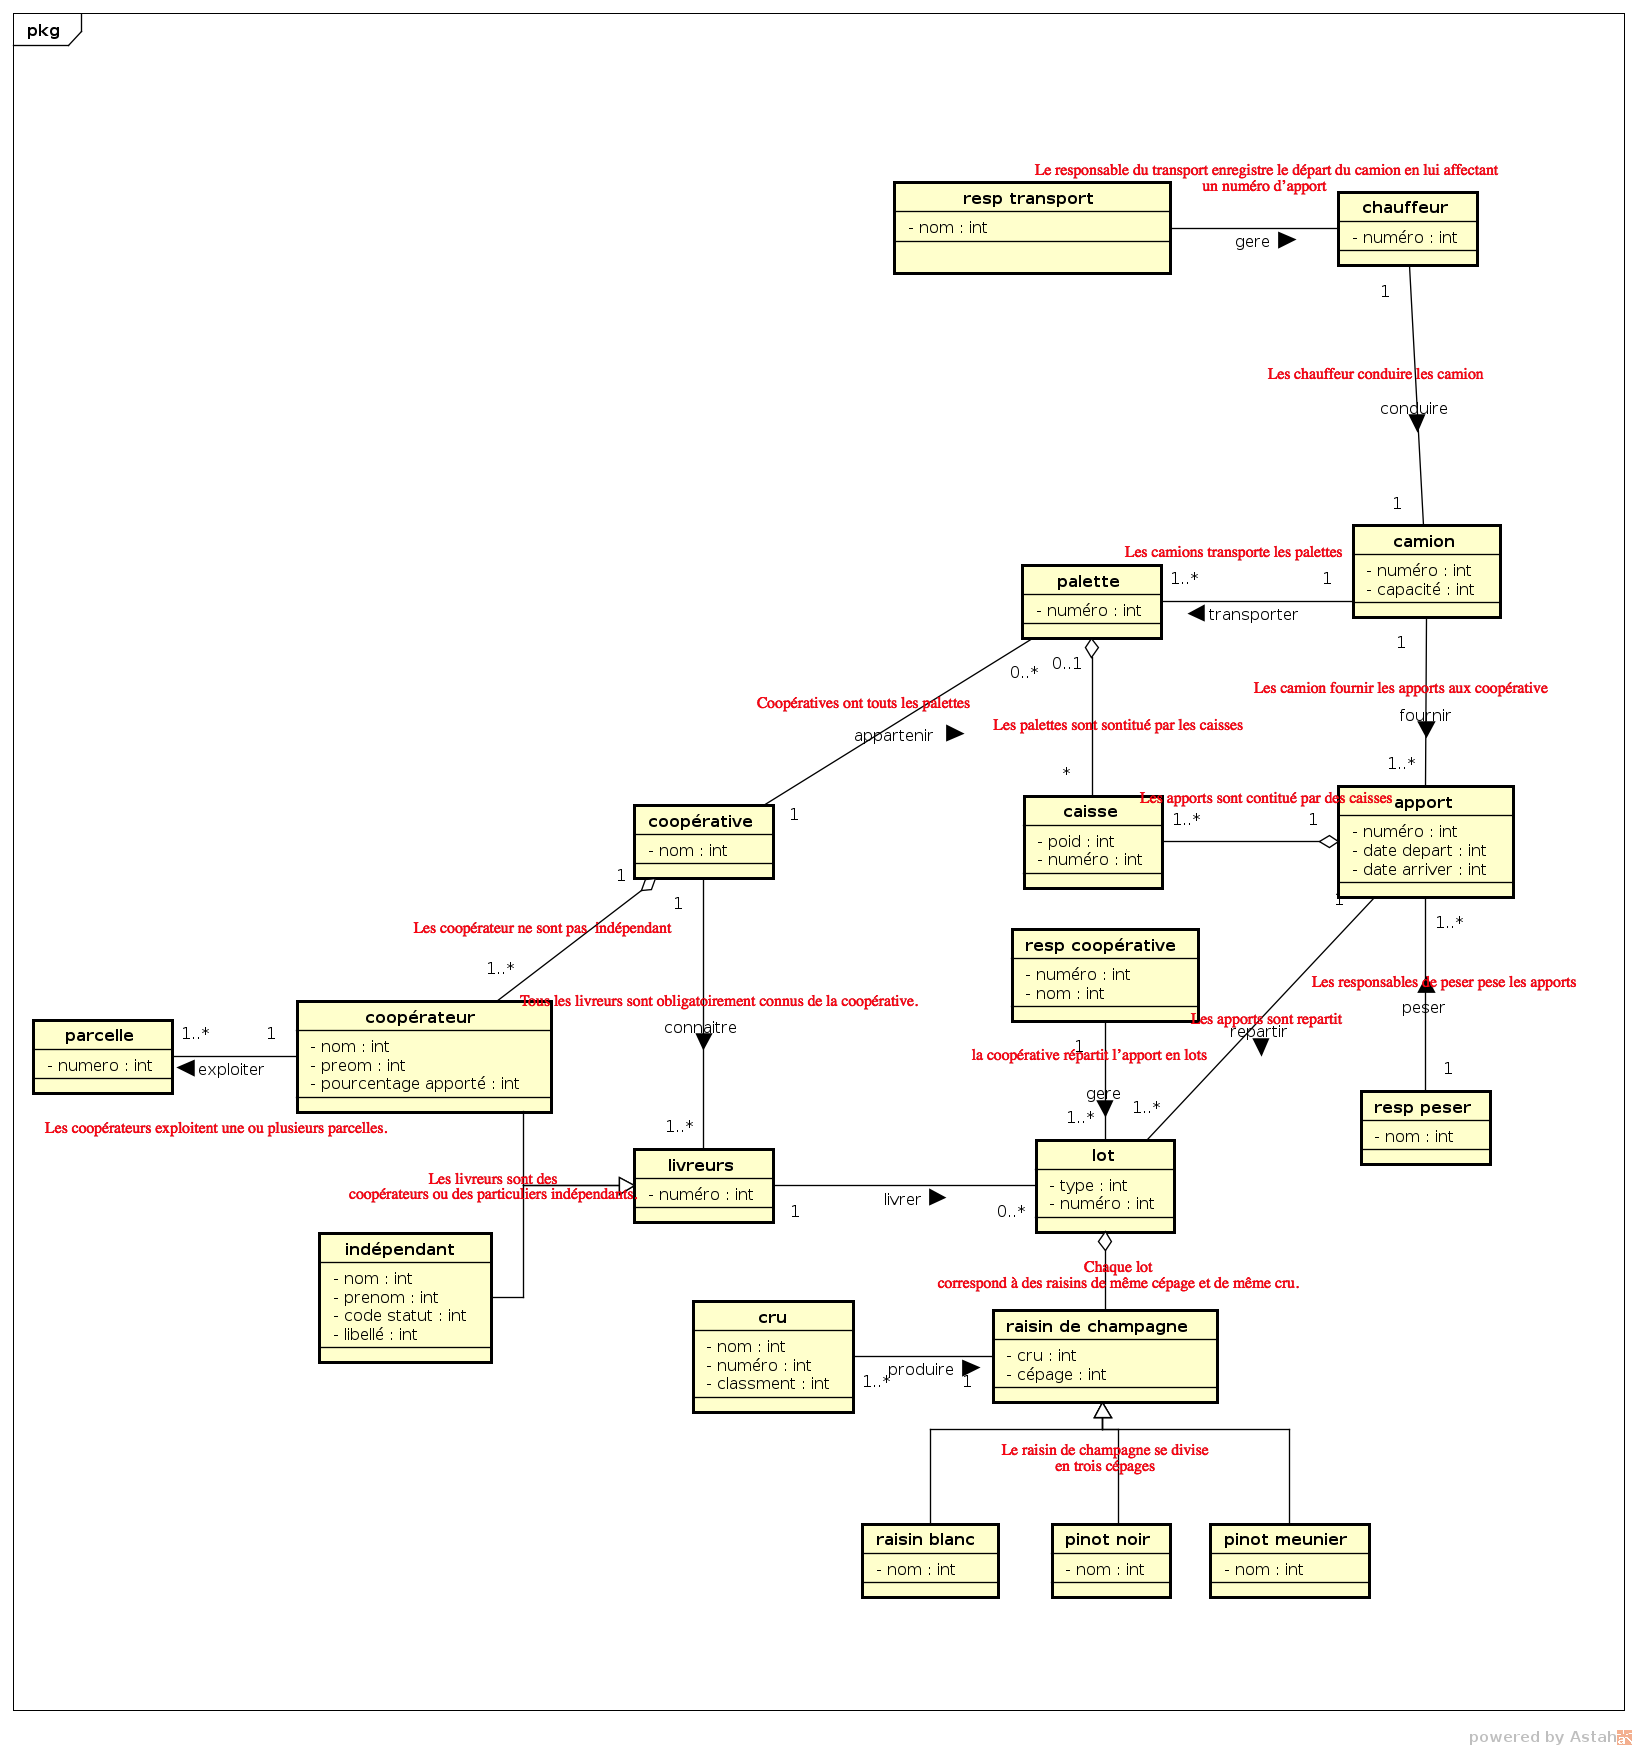 pkg
Le responsable du transport enregistre le départ du camion en lui affectant
un numéro d'apport
resp transport
- nom : int
gere
chauffeur
- numéro : int
1
Les chauffeur conduire les camion
conduire
1
camion
- numéro : int
- capacité : int
Les camions transporte les palettes
1..*
1
transporter
palette
- numéro : int
0..*
0..1
1
Les camion fournir les apports aux coopérative
fournir
1..*
Coopératives ont touts les palettes
appartenir
1
Les palettes sont sontitué par les caisses
*
coopérative
- nom : int
caisse
- poid : int
- numéro : int
Les apports sont contitué par des caisses
1..*
1
apport
- numéro : int
- date depart : int
- date arriver : int
1
1
1
1..*
Les coopérateur ne sont pas indépendant
1..*
resp coopérative
- numéro : int
- nom : int
Les responsables de peser pese les apports
peser
1
Tous les livreurs sont obligatoirement connus de la coopérative.
connaitre
1..*
Les apports sont repartit
repartir
1..*
1
la coopérative répartit l'apport en lots
gere
1..*
parcelle
- numero : int
1..*
1
exploiter
coopérateur
- nom : int
- preom : int
- pourcentage apporté : int
Les coopérateurs exploitent une ou plusieurs parcelles.
resp peser
- nom : int
Les livreurs sont des
coopérateurs ou des particuliers indépendants.
livreurs
- numéro : int
1
livrer
0..*
lot
- type : int
- numéro : int
indépendant
- nom : int
- prenom : int
- code statut : int
- libellé : int
Chaque lot
correspond à des raisins de même cépage et de même cru.
cru
- nom : int
- numéro : int
- classment : int
produire
1..*
1
raisin de champagne
- cru : int
- cépage : int
Le raisin de champagne se divise
en trois cépages
raisin blanc
- nom : int
pinot noir
- nom : int
pinot meunier
- nom : int
powered by Astah